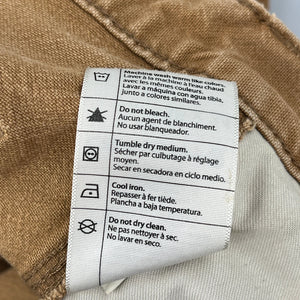 Machine wash warm like colors.
Laver à la machine à l'eau chaude
avec les mêmes couleurs.
Lavar a máquina con agua tibia,
junto a colores similares.
Do not bleach.
Aucun agent de blanchiment.
No usar blanqueador.
Tumble dry medium.
Sécher par culbutage à réglage
moyen.
Secar en secadora en ciclo medio.
Cool iron.
Repasser à fer tiède.
Plancha a baja temperatura.
Do not dry clean.
Ne pas nettoyer à sec.
No lavar en seco.